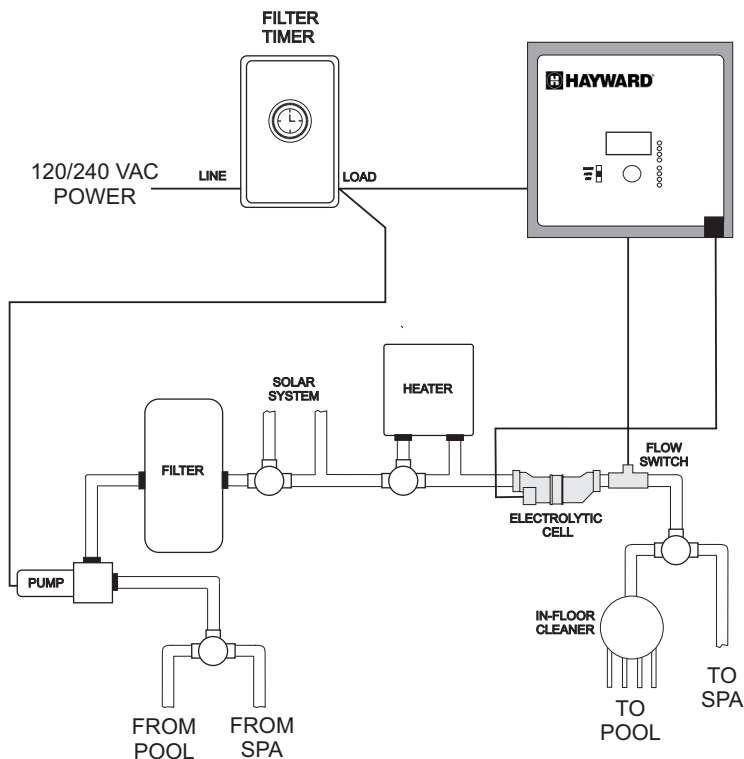 FILTER
TIMER
HAYWARD
120/240 VAC
POWER
LINE
LOAD
SOLAR
SYSTEM
HEATER
FILTER
FLOW
SWITCH
ELECTROLYTIC
CELL
PUMP
IN-FLOOR
CLEANER
FROM
POOL
FROM
SPA
TO
POOL
TO
SPA